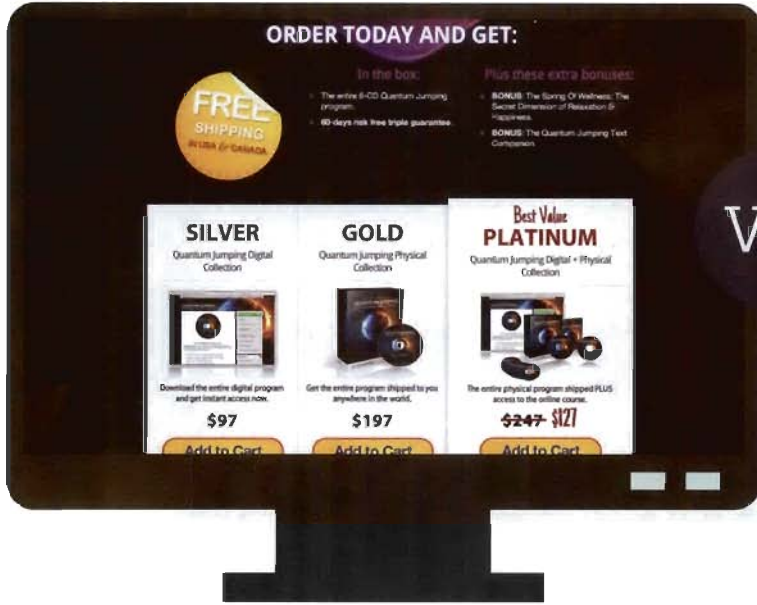 ORDER TODAY AND GET:
FREE
SHIPPING
IN USA & CANADA
In the box:
The entire 6-CD Quantum Jumping
program.
60-days risk free triple guarantee.
Plus these extra bonuses:
BONUS: The Spring Of Wellness: The
Secret Dimension of Relaxation &
Happiness.
BONUS: The Quantum Jumping Text
Companion.
SILVER
Quantum Jumping Digital
Collection
Download the entire digital program
and get instant access now.
$97
Add to Cart
GOLD
Quantum Jumping Physical
Collection
Get the entire program shipped to you
anywhere in the world.
$197
Add to Cart
Best Value
PLATINUM
Quantum Jumping Digital + Physical
Collection
The entire physical program shipped PLUS
access to the online course.
$247 $127
Add to Cart
V